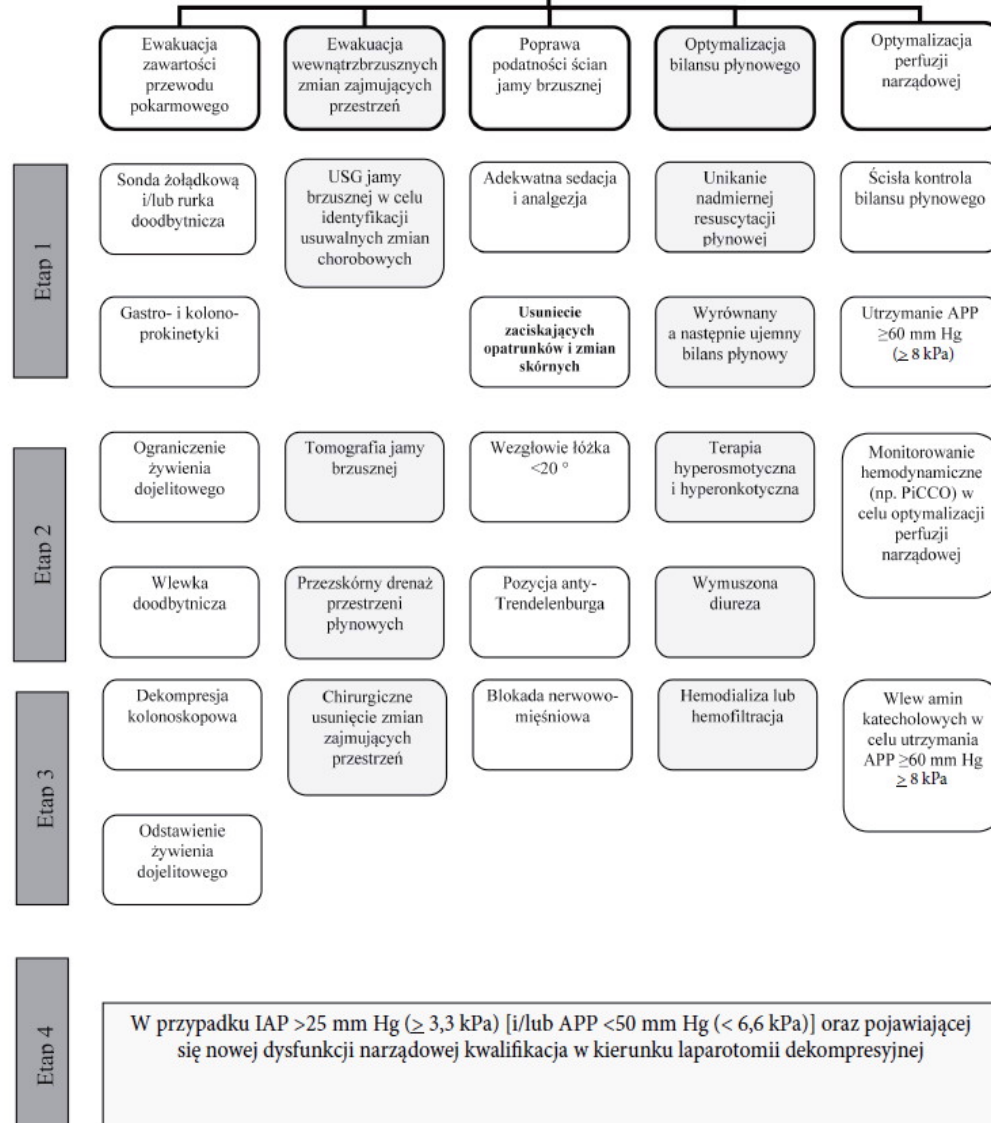 Ewakuacja
zawartości
przewodu
pokarmowego
Ewakuacja
wewnątrzbrzusznych
zmian zajmujących
przestrzeń
Poprawa
podatności ścian
jamy brzusznej
Optymalizacja
bilansu płynowego
Optymalizacja
perfuzji
narządowej
Etap 1
Sonda żołądkową
i/lub rurka
doodbytnicza
USG jamy
brzusznej w celu
identyfikacji
usuwalnych zmian
chorobowych
Adekwatna sedacja
i analgezja
Unikanie
nadmiernej
resuscytacji
płynowej
Ścisła kontrola
bilansu płynowego
Gastro- i kolono-
prokinetyki
Usuniecie
zaciskających
opatrunków i zmian
skórnych
Wyrównany
a następnie ujemny
bilans płynowy
Utrzymanie APP
≥60 mm Hg
(≥ 8 kPa)
Etap 2
Ograniczenie
żywienia
dojelitowego
Tomografia jamy
brzusznej
Wezgłowie łóżka
<20 °
Terapia
hyperosmotyczna
i hyperonkotyczna
Monitorowanie
hemodynamiczne
(np. PiCCO) w
celu optymalizacji
perfuzji
narządowej
Wlewka
doodbytnicza
Przezskórny drenaż
przestrzeni
płynowych
Pozycja anty-
Trendelenburga
Wymuszona
diureza
Etap 3
Dekompresja
kolonoskopowa
Chirurgiczne
usunięcie zmian
zajmujących
przestrzeń
Blokada nerwowo-
mięśniowa
Hemodializa lub
hemofiltracja
Wlew amin
katecholowych w
celu utrzymania
APP ≥60 mm Hg
≥ 8 kPa
Odstawienie
żywienia
dojelitowego
Etap 4
W przypadku IAP >25 mm Hg (≥ 3,3 kPa) [i/lub APP <50 mm Hg (< 6,6 kPa)] oraz pojawiającej
się nowej dysfunkcji narządowej kwalifikacja w kierunku laparotomii dekompresyjnej